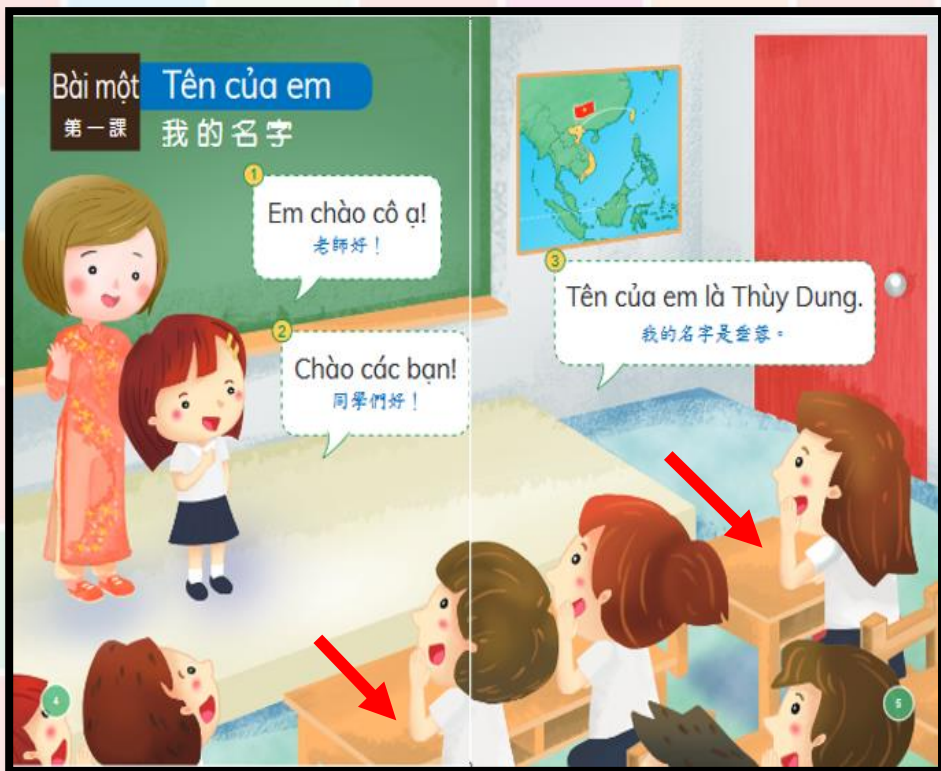 Bài một
第一課
Tên của em
我的名字
1
Em chào cô ạ!
老師好！
2
Chào các bạn!
同學們好！
3
Tên của em là Thùy Dung.
我的名字是垂蓉。
4
5